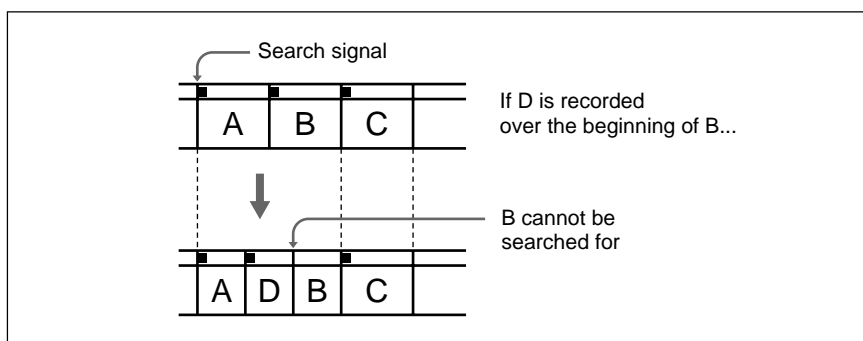 Search signal
A B C
If D is recorded
over the beginning of B...
B cannot be
searched for
A D B C